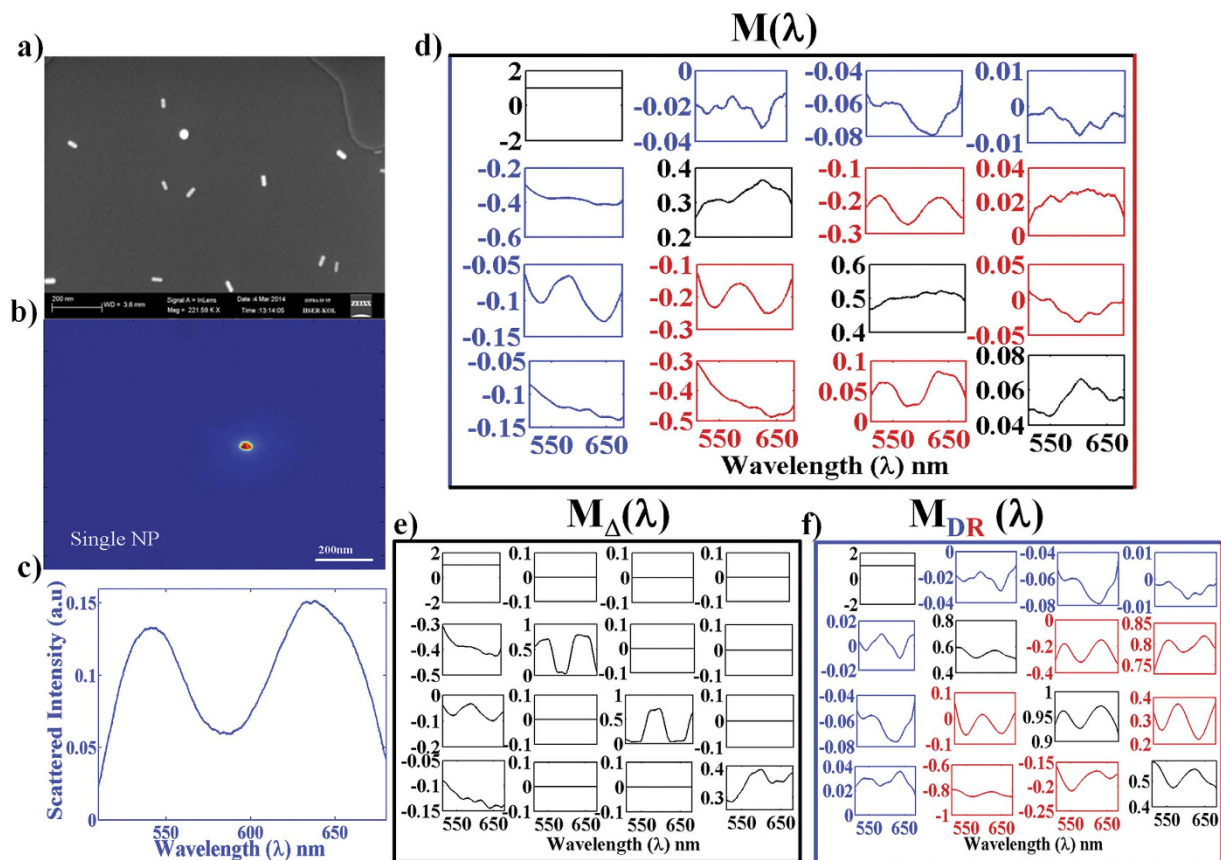 a)
200 nm
WD = 3.6 mm
Signal A = InLens
Mag = 221.59 K X
Date :4 Mar 2014
Time :13:14:05
IISER-KOL
ZEISS
b)
Single NP
200nm
c)
Scattered Intensity (a.u)
0.15
0.1
0.05
0
550 600 650
Wavelength (λ) nm
d)
M(λ)
2 0 -2
0 -0.02 -0.04
-0.04 -0.06 -0.08
0.01 0 -0.01
-0.2 -0.4 -0.6
0.4 0.3 0.2
-0.1 -0.2 -0.3
0.04 0.02 0
-0.05 -0.1 -0.15
-0.1 -0.2 -0.3
0.6 0.5 0.4
0.05 0 -0.05
-0.05 -0.1 -0.15
-0.3 -0.4 -0.5
0.1 0.05 0
0.08 0.06 0.04
550 650 550 650 550 650 550 650
Wavelength (λ) nm
e)
MΔ(λ)
2 0 -2
0.1 0 -0.1
0.1 0 -0.1
0.1 0 -0.1
-0.3 -0.4 -0.5
1 0.5 0
0.1 0 -0.1
0.1 0 -0.1
0 -0.1 -0.2
0.1 0 -0.1
1 0.5 0
0.1 0 -0.1
-0.05 -0.1 -0.15
0.1 0 -0.1
0.1 0 -0.1
0.4 0.3
550 650 550 650 550 650 550 650
Wavelength (λ) nm
f)
MDR (λ)
2 0 -2
0 -0.02 -0.04
-0.04 -0.06 -0.08
0.01 0 -0.01
0.02 0 -0.02
0.8 0.6 0.4
-0 -0.2 -0.4
0.85 0.8 0.75
-0.04 -0.06 -0.08
0.1 0 -0.1
1 0.95 0.9
0.4 0.3 0.2
0.04 0.02 0
-0.6 -0.8 -1
-0.15 -0.2 -0.25
0.5 0.4
550 650 550 650 550 650 550 650
Wavelength (λ) nm